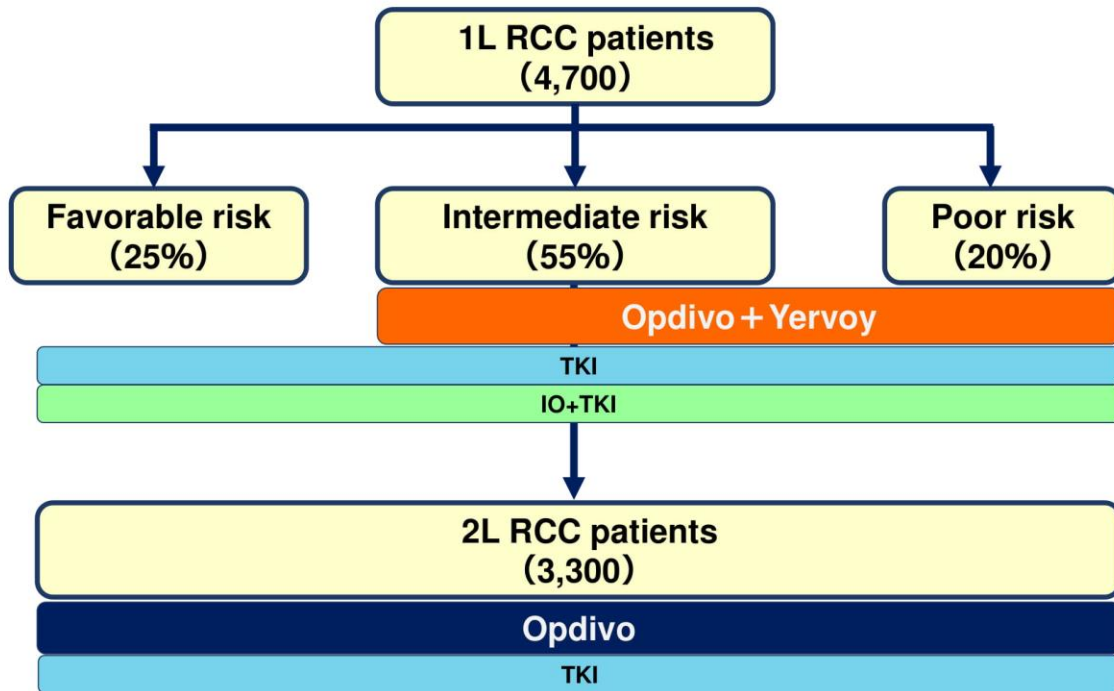 1L RCC patients
（4,700）
Favorable risk
（25%）
Intermediate risk
（55%）
Poor risk
（20%）
Opdivo＋Yervoy
TKI
IO+TKI
2L RCC patients
（3,300）
Opdivo
TKI